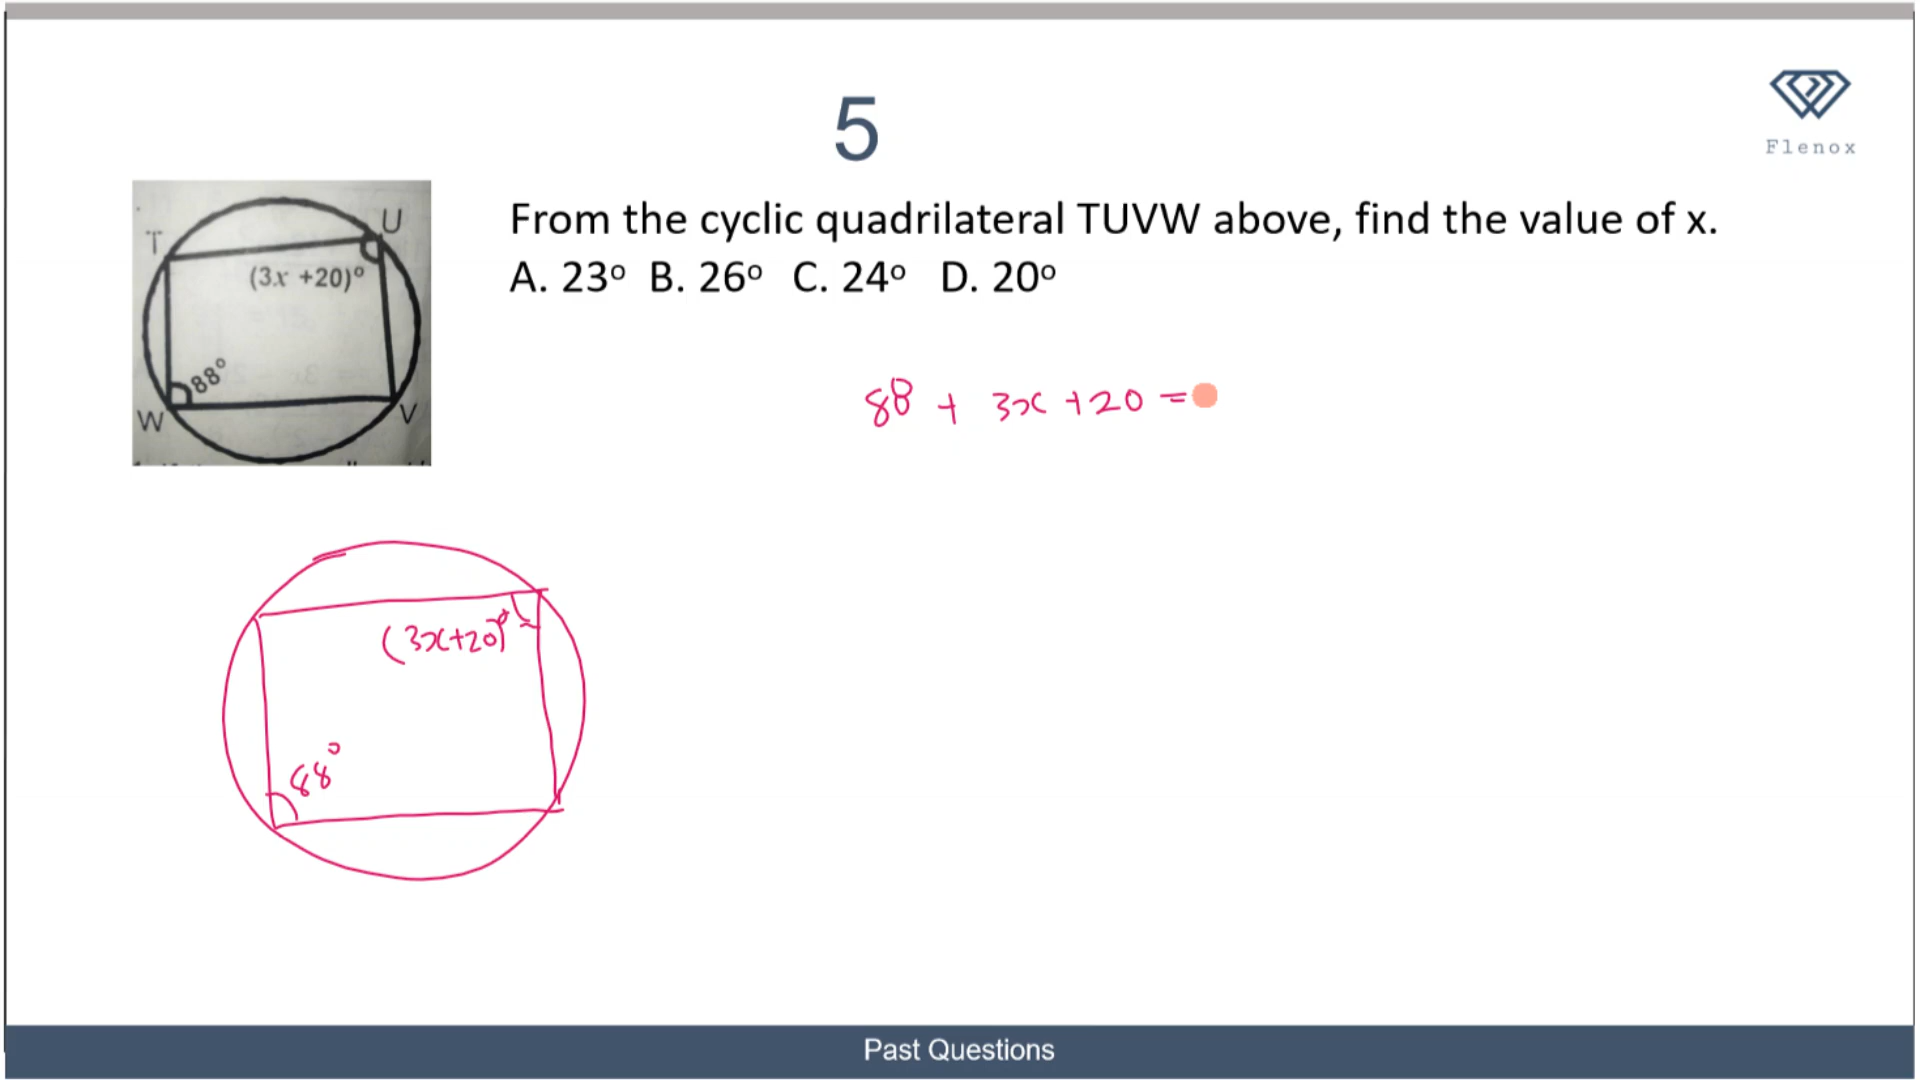 5
Flenox
From the cyclic quadrilateral TUVW above, find the value of x.
A. 23° B. 26° C. 24° D. 20°
T
U
(3x +20)°
88°
W
V
88 + 3x +20 =
(3x+20)°
88°
Past Questions